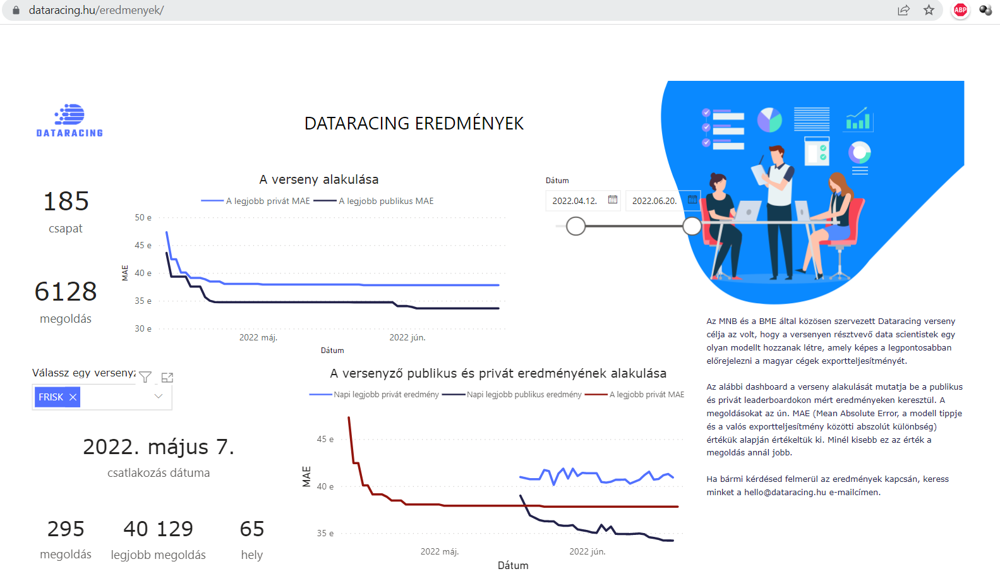 dataracing.hu/eredmenyek/
ABP
DATARACING
DATARACING EREDMÉNYEK
185
csapat
6128
megoldás
A verseny alakulása
A legjobb privát MAE
A legjobb publikus MAE
50 e
45 e
40 e
35 e
30 e
MAE
2022 máj.
2022 jún.
Dátum
Dátum
2022.04.12.
2022.06.20.
Az MNB és a BME által közösen szervezett Dataracing verseny
célja az volt, hogy a versenyen résztvevő data scientistek egy
olyan modellt hozzanak létre, amely képes a legpontosabban
előrejelezni a magyar cégek exportteljesítményét.
Az alábbi dashboard a verseny alakulását mutatja be a publikus
és privát leaderboardokon mért eredményeken keresztül. A
megoldásokat az ún. MAE (Mean Absolute Error, a modell tippje
és a valós exportteljesítmény közötti abszolút különbség)
értékük alapján értékeltük ki. Minél kisebb ez az érték a
megoldás annál jobb.
Ha bármi kérdésed felmerül az eredmények kapcsán, keress
minket a hello@dataracing.hu e-mailcímen.
Válassz egy versenyz
FRISK
2022. május 7.
csatlakozás dátuma
295
megoldás
40 129
legjobb megoldás
65
hely
A versenyző publikus és privát eredményének alakulása
Napi legjobb privát eredmény
Napi legjobb publikus eredmény
A legjobb privát MAE
45 e
40 e
35 e
MAE
2022 máj.
2022 jún.
Dátum